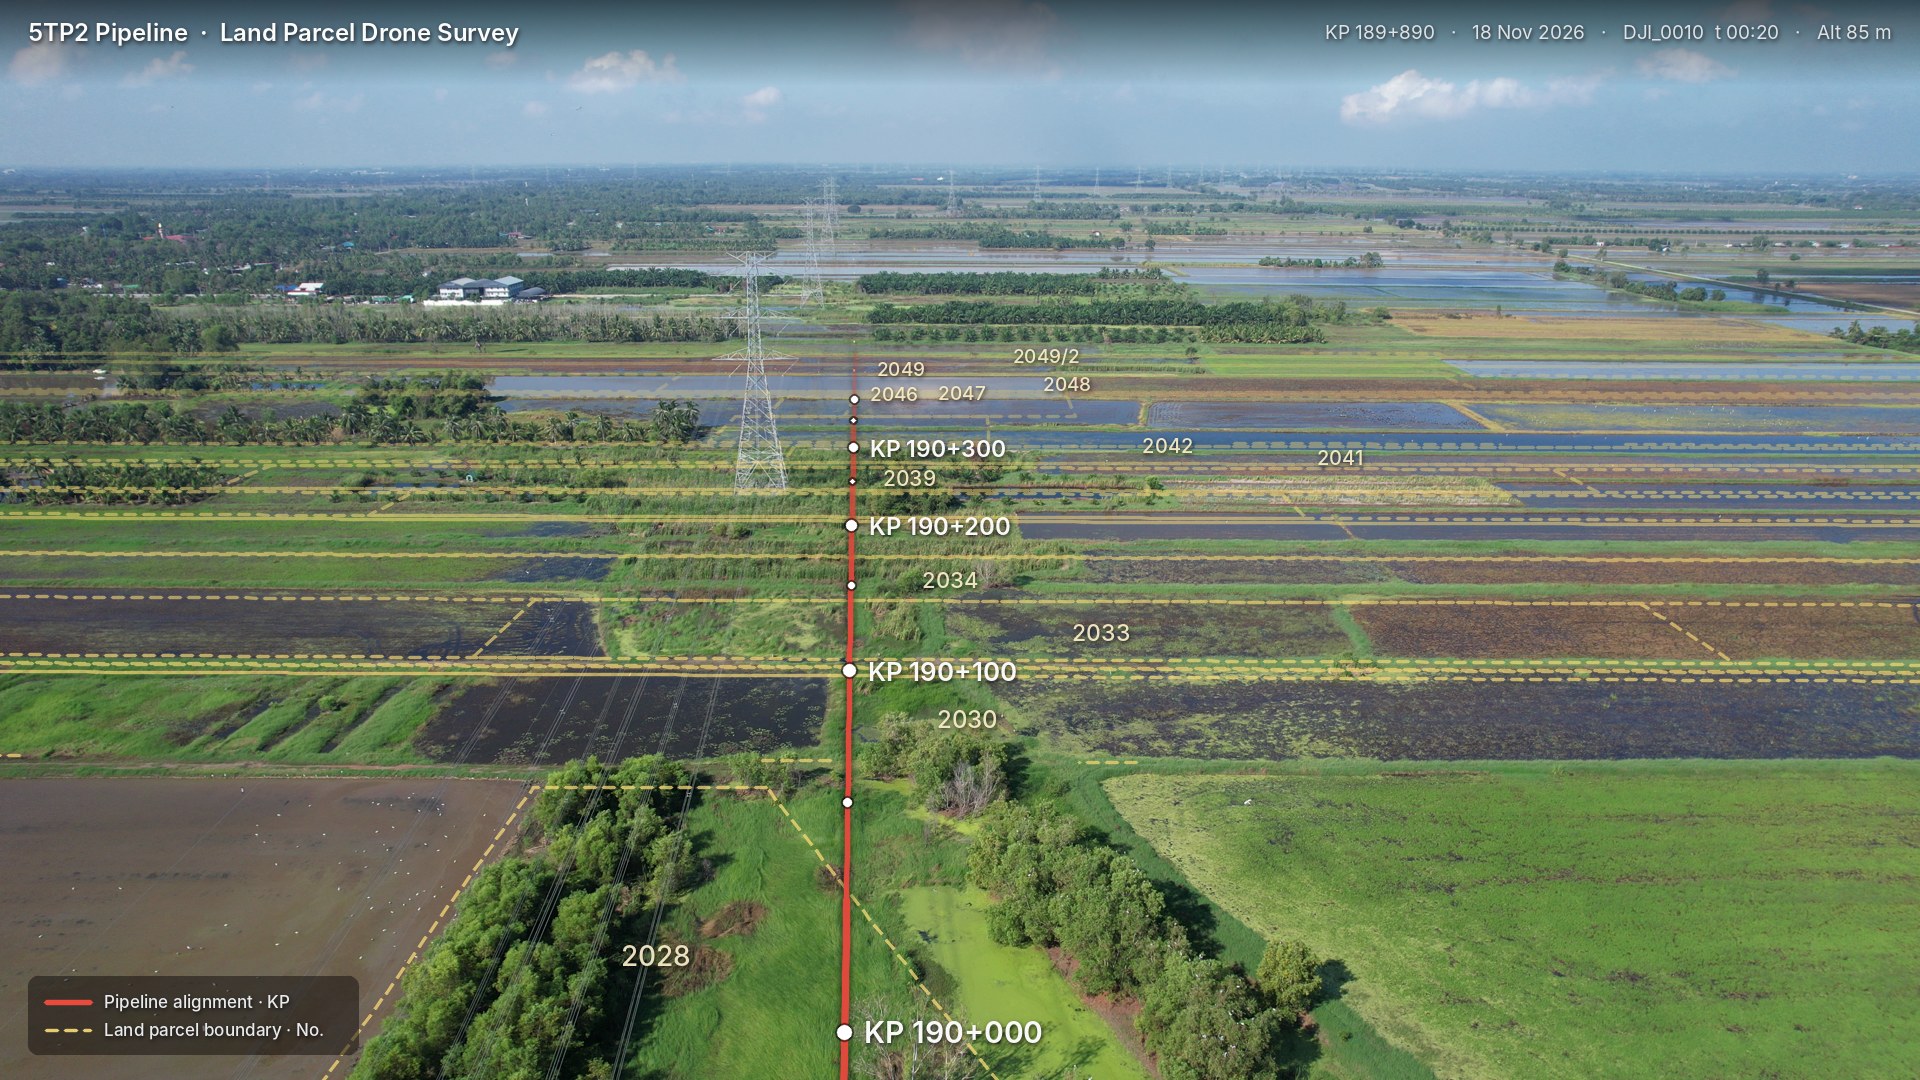 5TP2 Pipeline · Land Parcel Drone Survey
KP 189+890 · 18 Nov 2026 · DJI_0010 t 00:20 · Alt 85 m
2049/2
2049
2048
2046
2047
KP 190+300
2042
2041
2039
KP 190+200
2034
2033
KP 190+100
2030
2028
Pipeline alignment · KP
Land parcel boundary · No.
KP 190+000